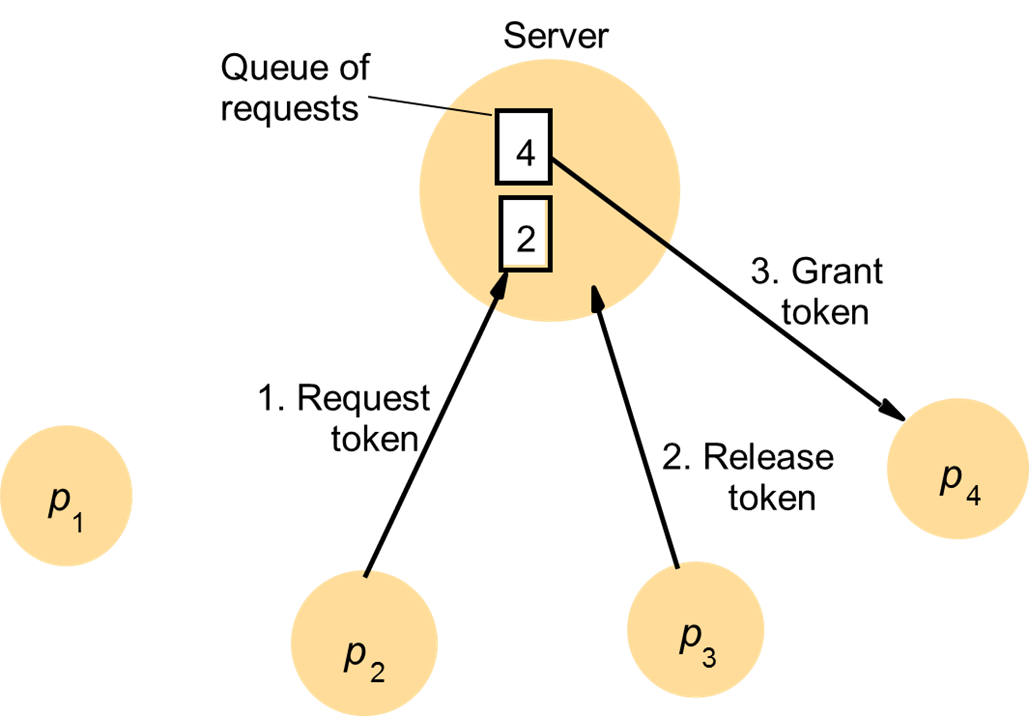 Server
Queue of
requests
4
2
3. Grant
token
1. Request
token
2. Release
token
p1
p2
p3
p4